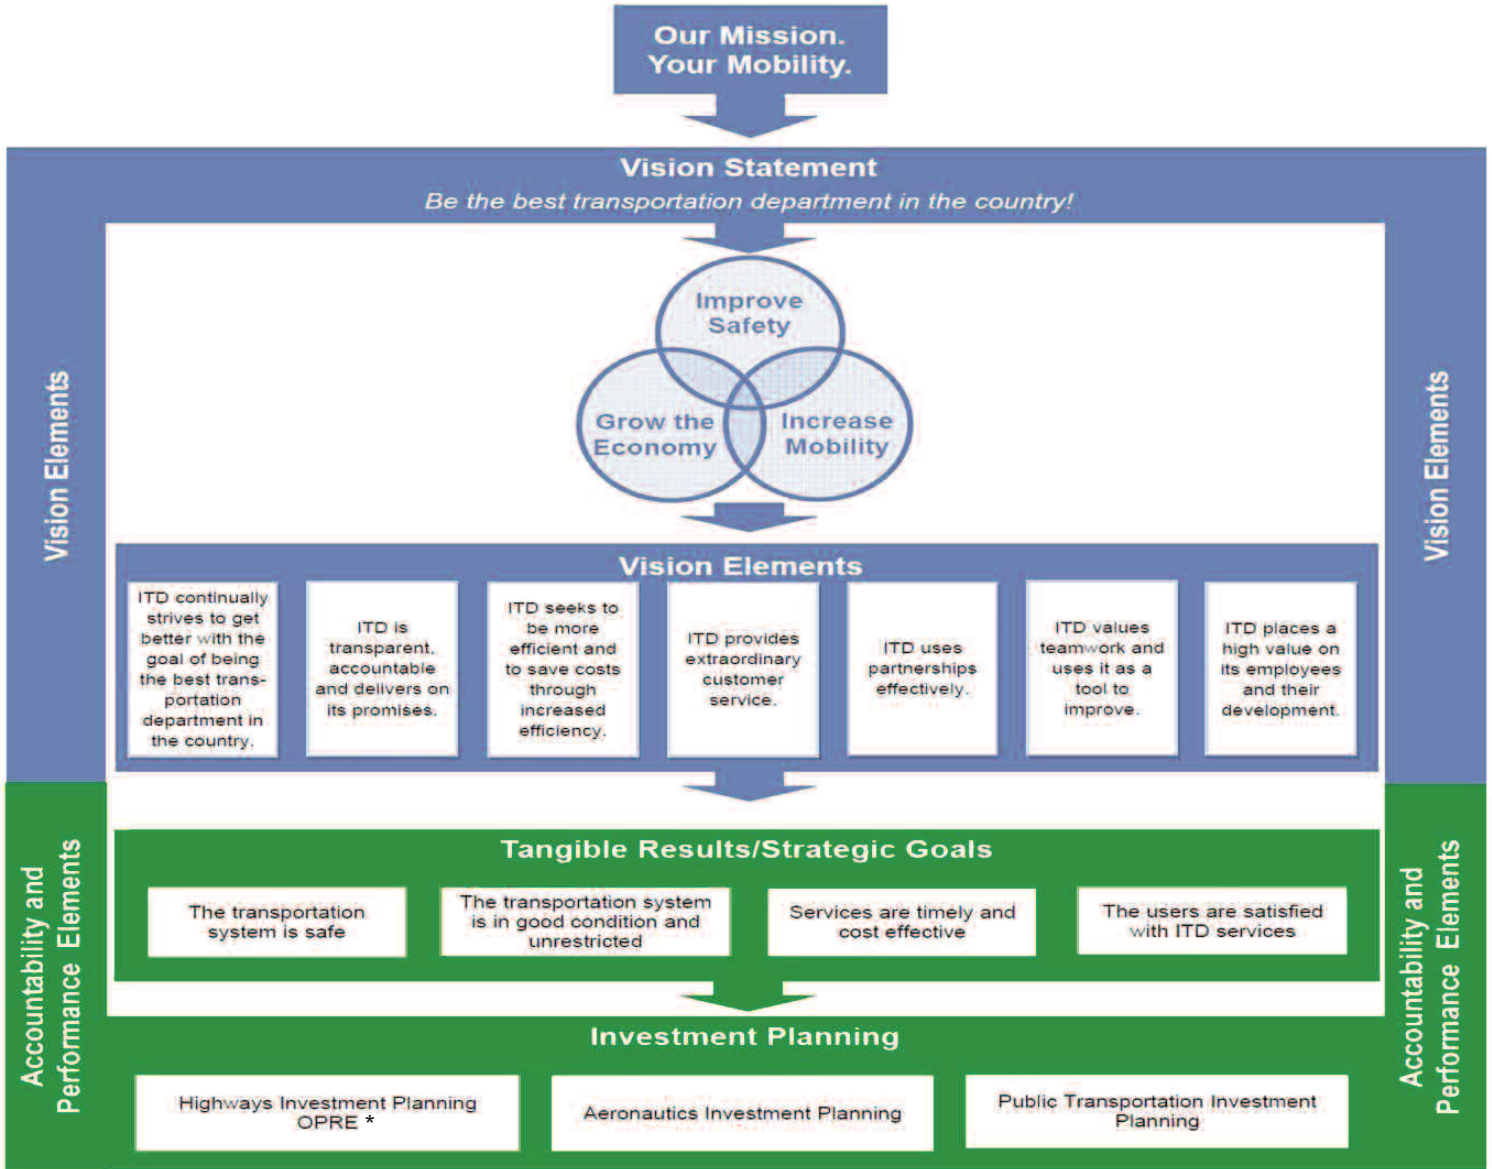 Our Mission.
Your Mobility.
Vision Statement
Be the best transportation department in the country!
Improve
Safety
Grow the
Economy
Increase
Mobility
Vision Elements
Vision Elements
Vision Elements
ITD continually
strives to get
better with the
goal of being
the best trans-
portation
department in
the country.
ITD is
transparent,
accountable
and delivers on
its promises.
ITD seeks to
be more
efficient and
to save costs
through
increased
efficiency.
ITD provides
extraordinary
customer
service.
ITD uses
partnerships
effectively.
ITD values
teamwork and
uses it as a
tool to
improve.
ITD places a
high value on
its employees
and their
development.
Tangible Results/Strategic Goals
The transportation
system is safe
The transportation system
is in good condition and
unrestricted
Services are timely and
cost effective
The users are satisfied
with ITD services
Accountability and
Performance Elements
Accountability and
Performance Elements
Investment Planning
Highways Investment Planning
OPRE *
Aeronautics Investment Planning
Public Transportation Investment
Planning